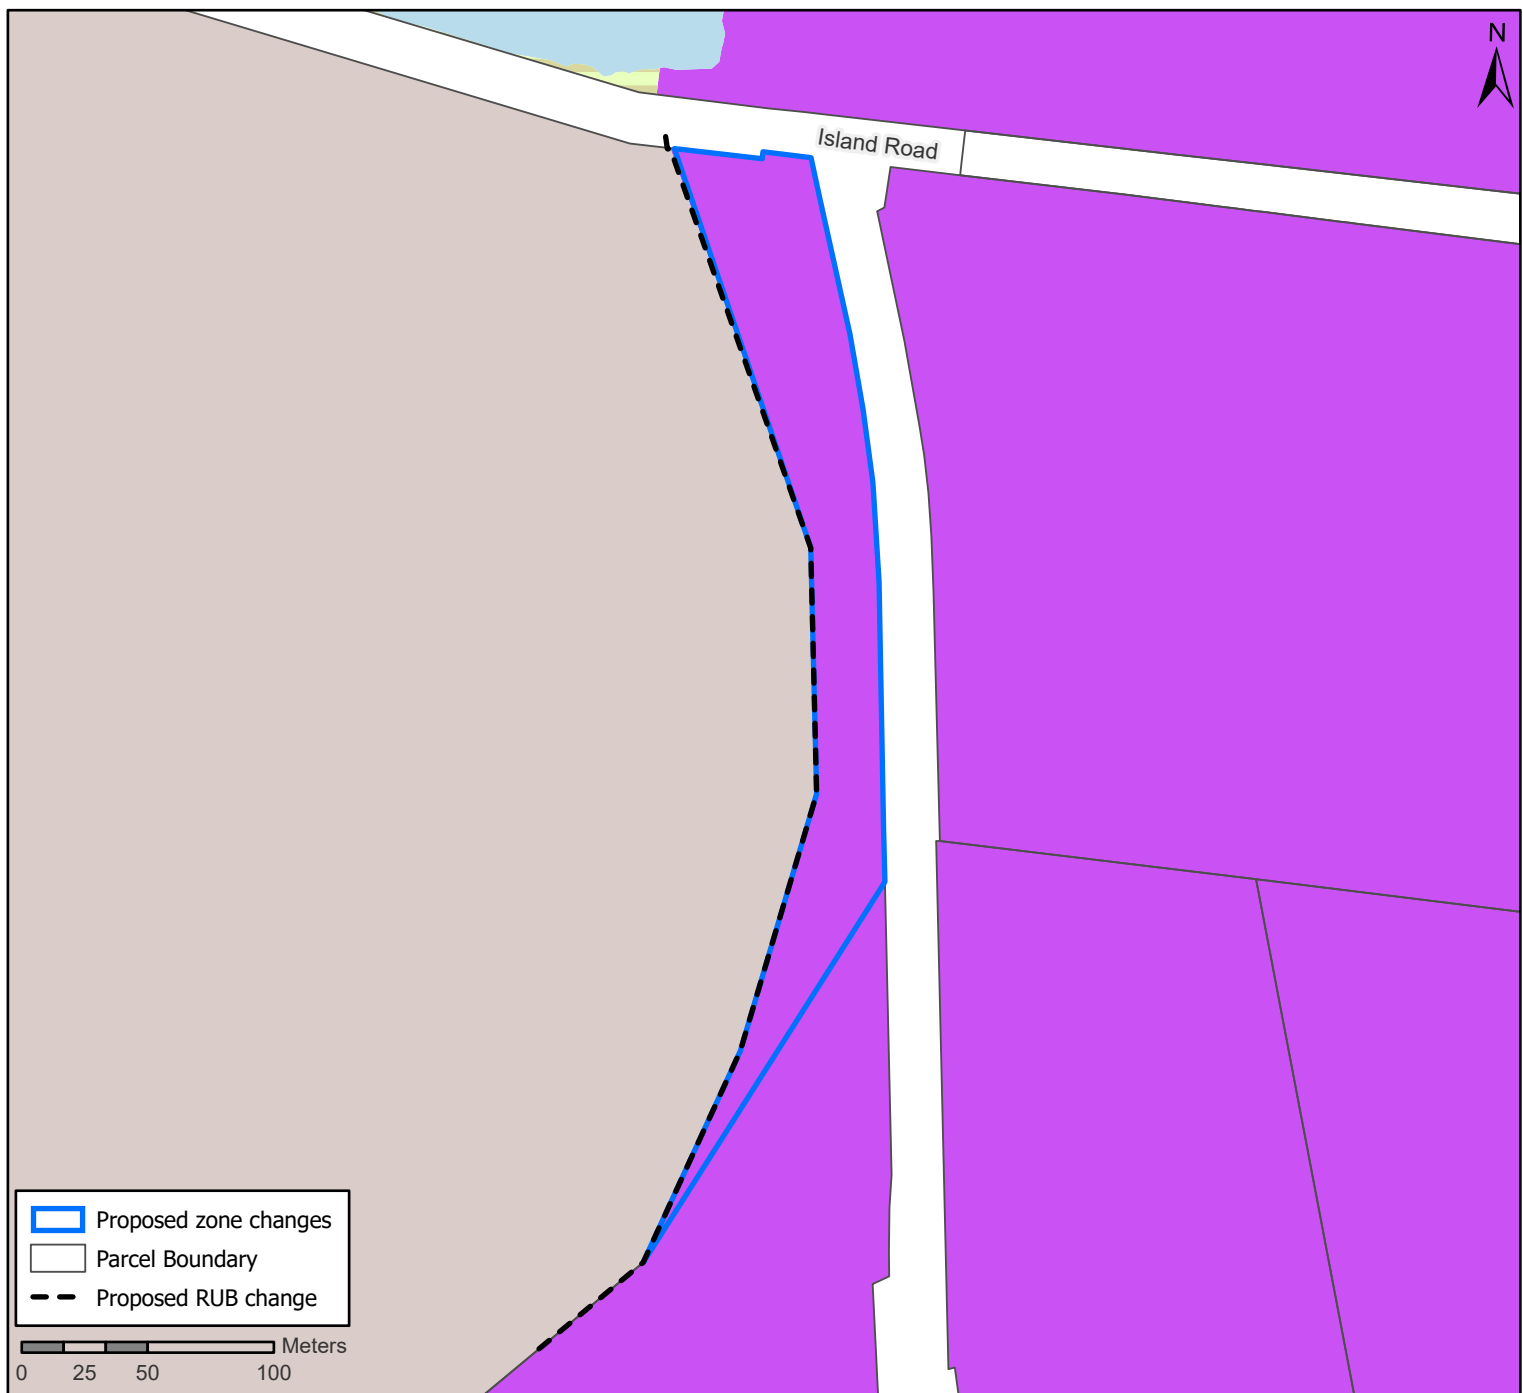 N
Island Road
Proposed zone changes
Parcel Boundary
Proposed RUB change
Meters
0 25 50 100